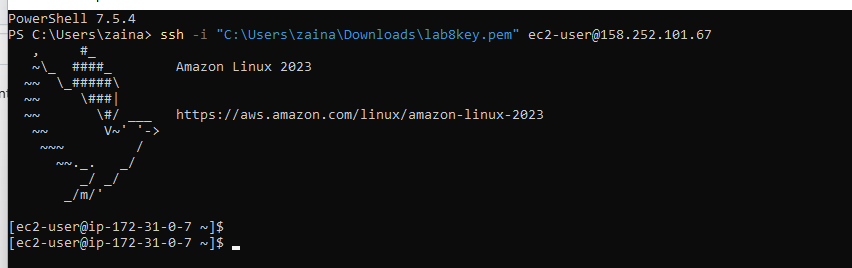 PowerShell 7.5.4
PS C:\Users\zaina> ssh -i "C:\Users\zaina\Downloads\lab8key.pem" ec2-user@158.252.101.67
   ,     #_
   ~\_  ####_        Amazon Linux 2023
  ~~  \_#####\
  ~~     \###|
  ~~       \#/ ___   https://aws.amazon.com/linux/amazon-linux-2023
   ~~       V~' '->
    ~~~         /
      ~~._.   _/
         _/ _/
       _/m/'
[ec2-user@ip-172-31-0-7 ~]$
[ec2-user@ip-172-31-0-7 ~]$